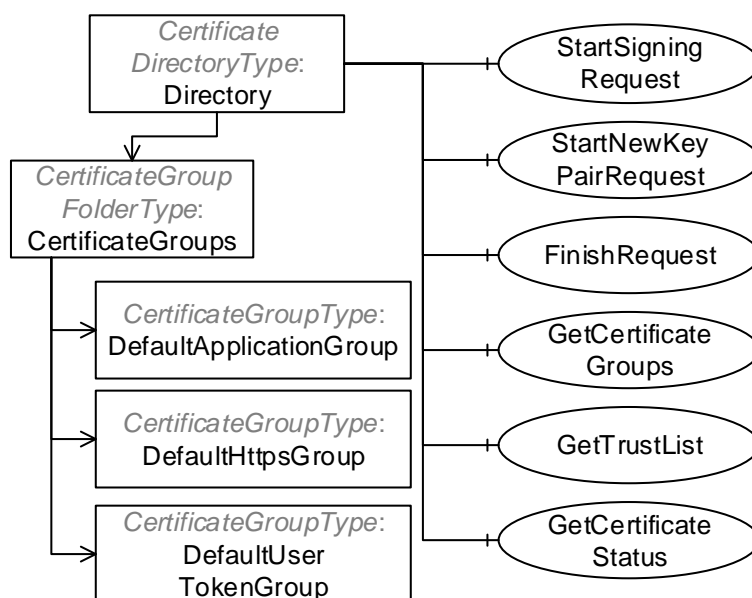 Certificate
DirectoryType:
Directory
CertificateGroup
FolderType:
CertificateGroups
CertificateGroupType:
DefaultApplicationGroup
CertificateGroupType:
DefaultHttpsGroup
CertificateGroupType:
DefaultUser
TokenGroup
StartSigning
Request
StartNewKey
PairRequest
FinishRequest
GetCertificate
Groups
GetTrustList
GetCertificate
Status